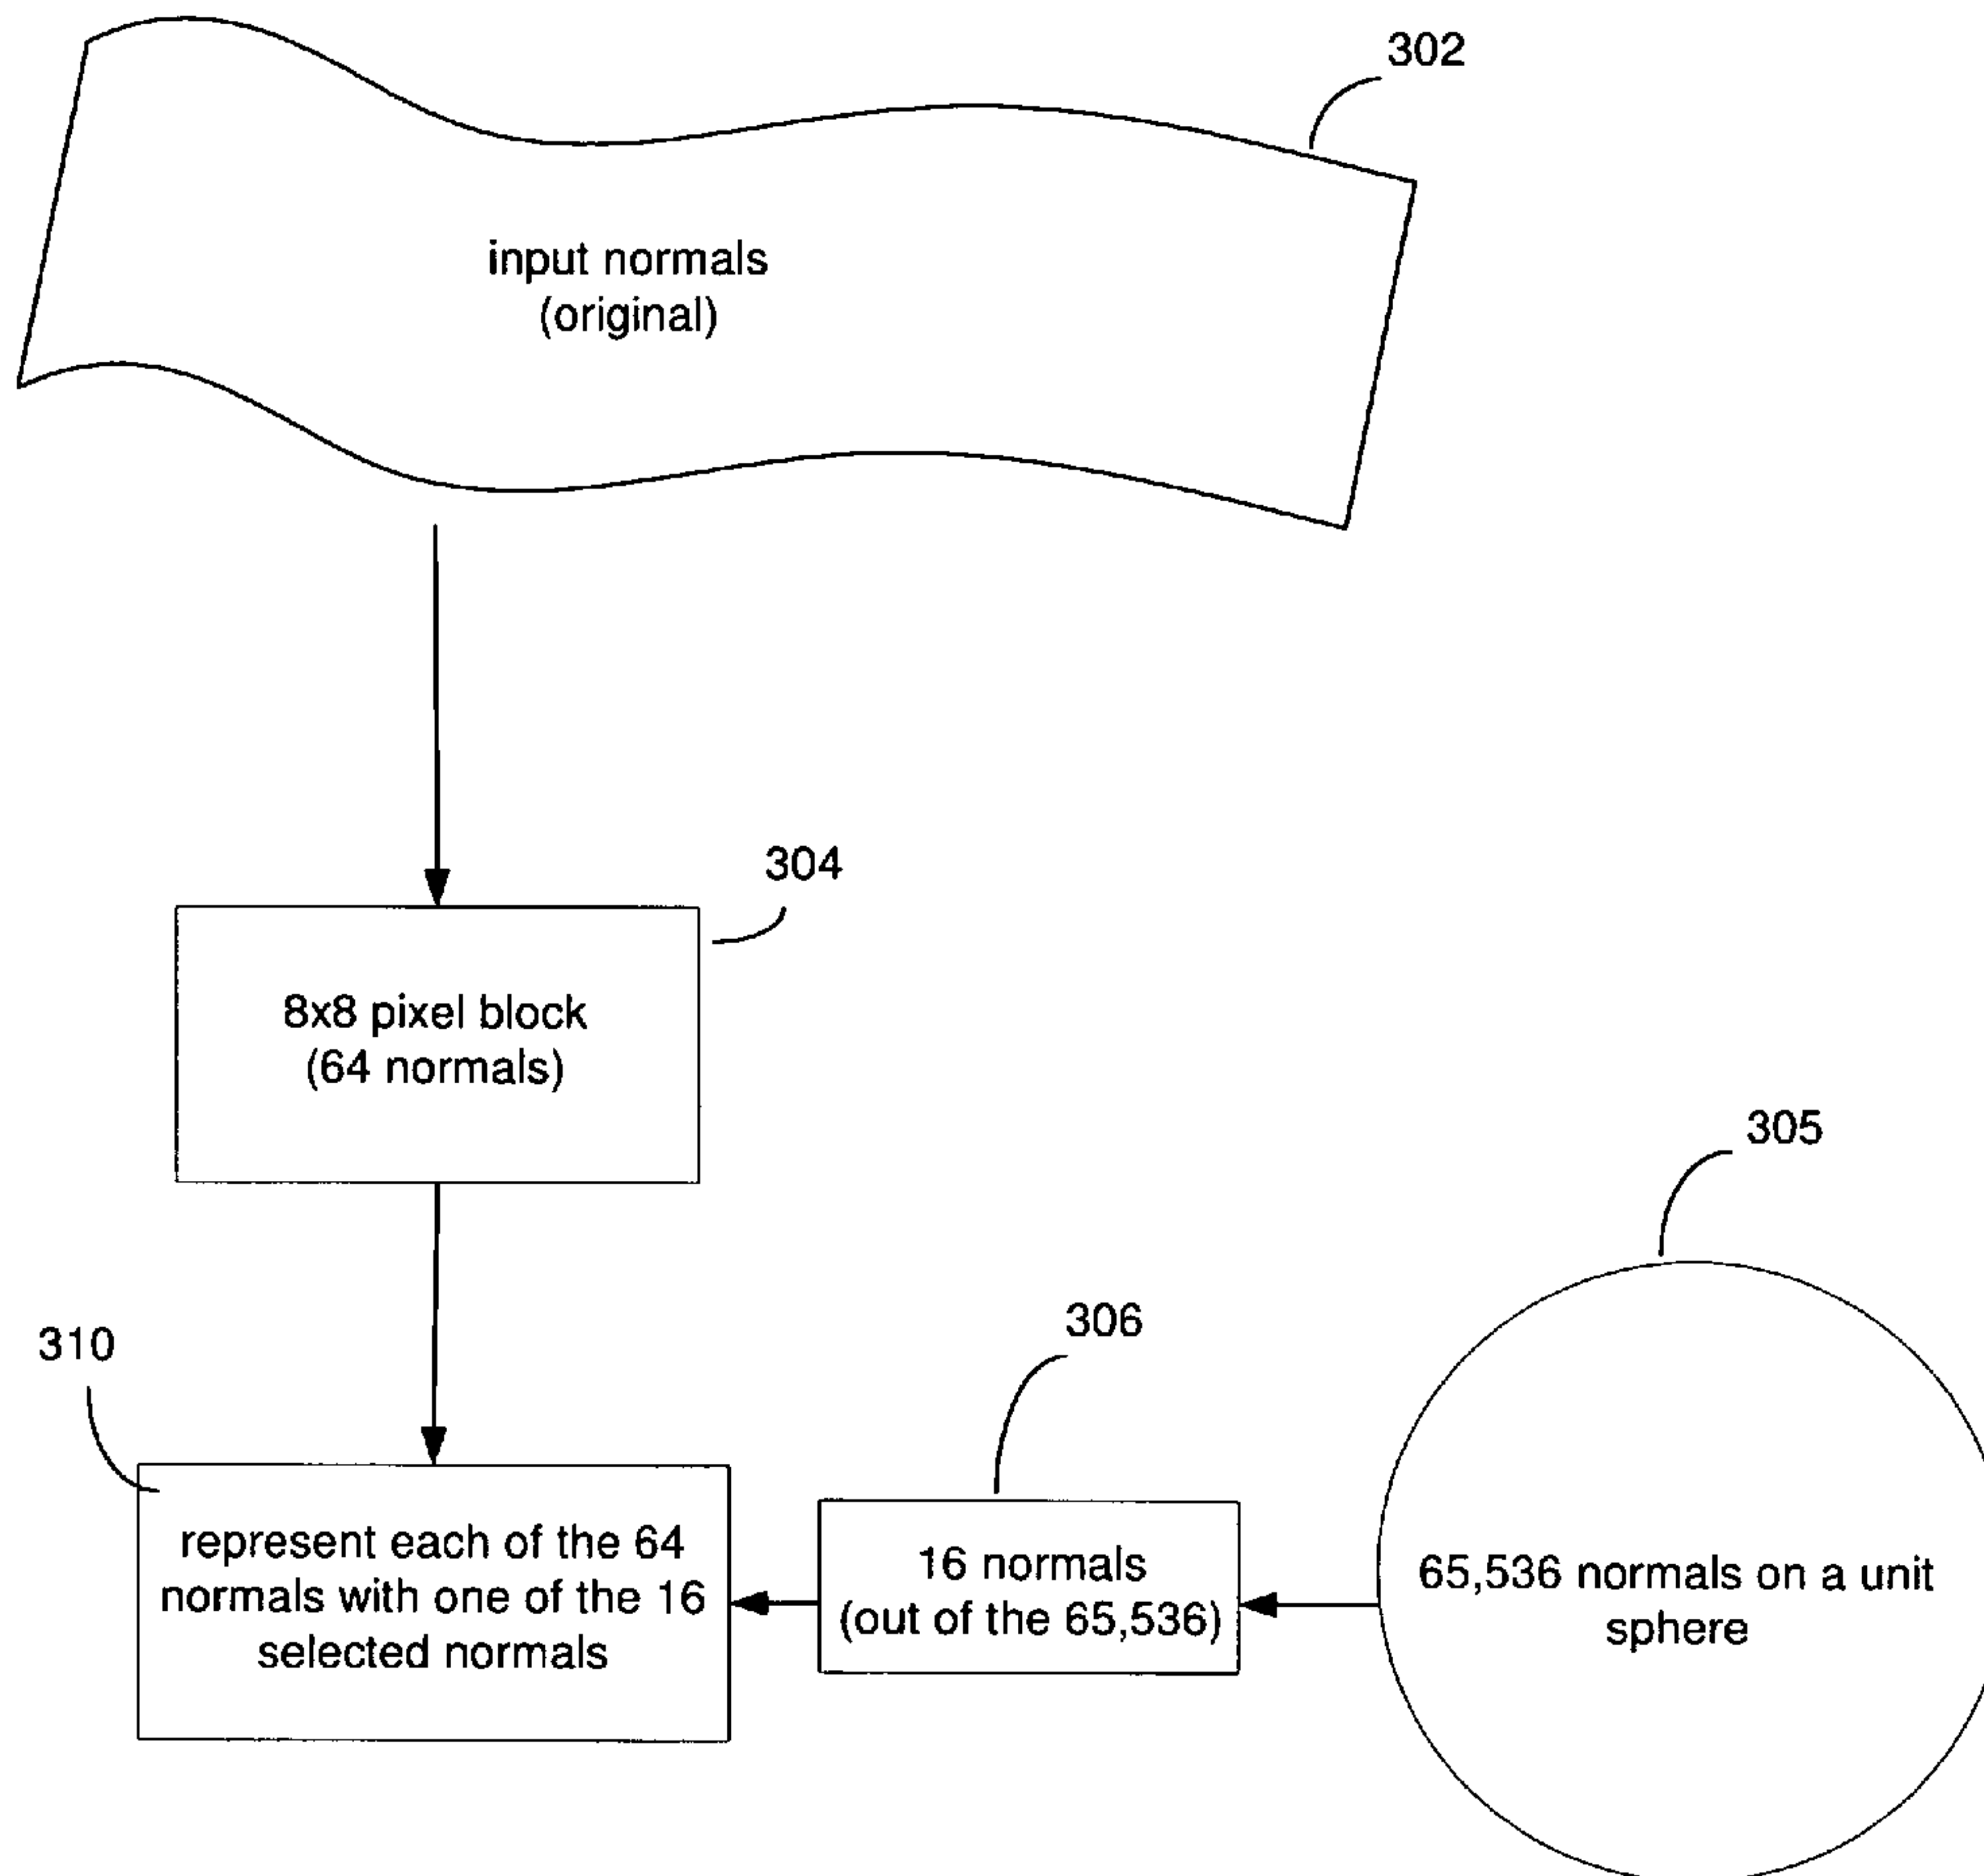 302
input normals
(original)
304
8x8 pixel block
(64 normals)
305
306
310
represent each of the 64
normals with one of the 16
selected normals
16 normals
(out of the 65,536)
65,536 normals on a unit
sphere